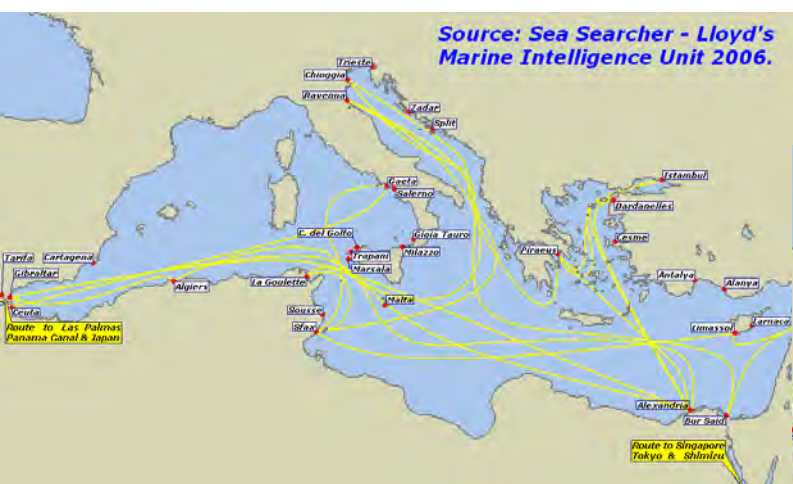 Source: Sea Searcher - Lloyd's
Marine Intelligence Unit 2006.
Trieste
Chioggia
Ravenna
Zadar
Split
Istambul
Gaeta
Salerno
Dardanelles
C. del Golfo
Gioia Tauro
Cesme
Tarifa
Cartagena
Trapani
Milazzo
Piraeus
Gibraltar
Marsala
Antalya
Algiers
La Goulette
Alanya
Ceuta
Malta
Sousse
Larnaca
Route to Las Palmas
Panama Canal & Japan
Sfax
Limassol
Alexandria
Bur Said
Route to Singapore
Tokyo & Shimizu